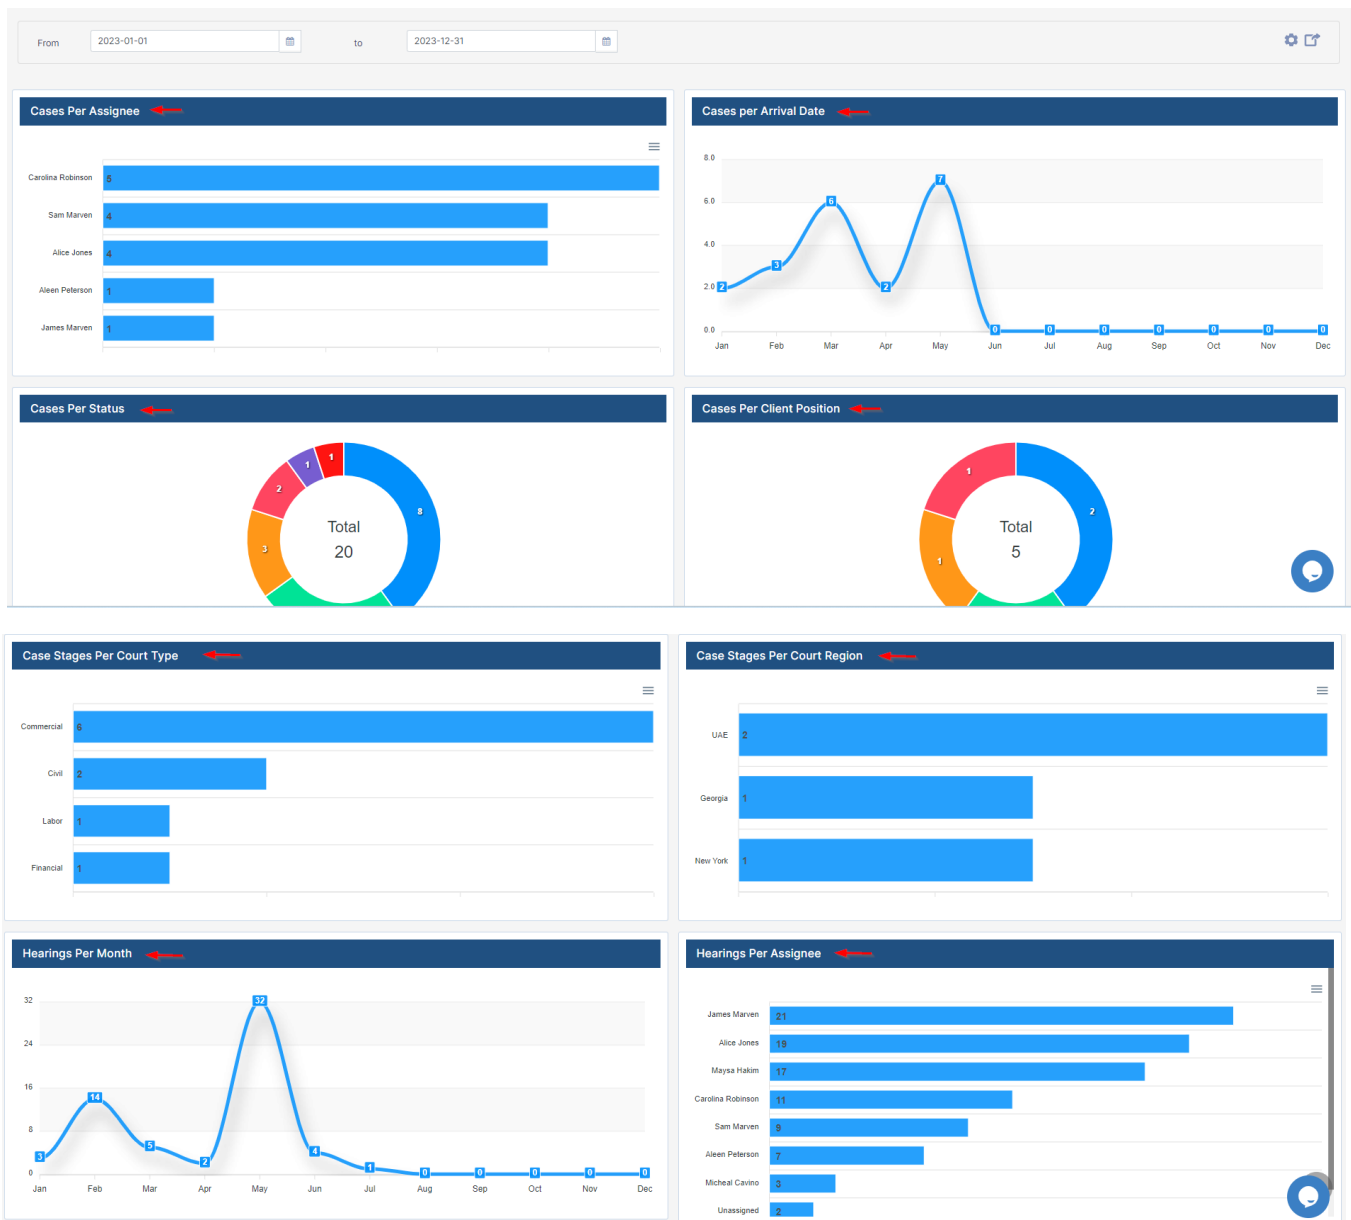 From 2023-01-01 to 2023-12-31
Cases Per Assignee
Carolina Robinson 5
Sam Marven 4
Alice Jones 4
Aleen Peterson 1
James Marven 1
Cases per Arrival Date
8.0
6.0
4.0
2.0
0.0
2 3 6 2 7 0 0 0 0 0 0 0
Jan Feb Mar Apr May Jun Jul Aug Sep Oct Nov Dec
Cases Per Status
1 1
2
8
3
Total
20
Cases Per Client Position
1
2
1
Total
5
Case Stages Per Court Type
Commercial 6
Civil 2
Labor 1
Financial 1
Case Stages Per Court Region
UAE 2
Georgia 1
New York 1
Hearings Per Month
32
24
16
8
0
3 14 5 2 32 4 1 0 0 0 0 0
Jan Feb Mar Apr May Jun Jul Aug Sep Oct Nov Dec
Hearings Per Assignee
James Marven 21
Alice Jones 19
Maysa Hakim 17
Carolina Robinson 11
Sam Marven 9
Aleen Peterson 7
Micheal Cavino 3
Unassigned 2